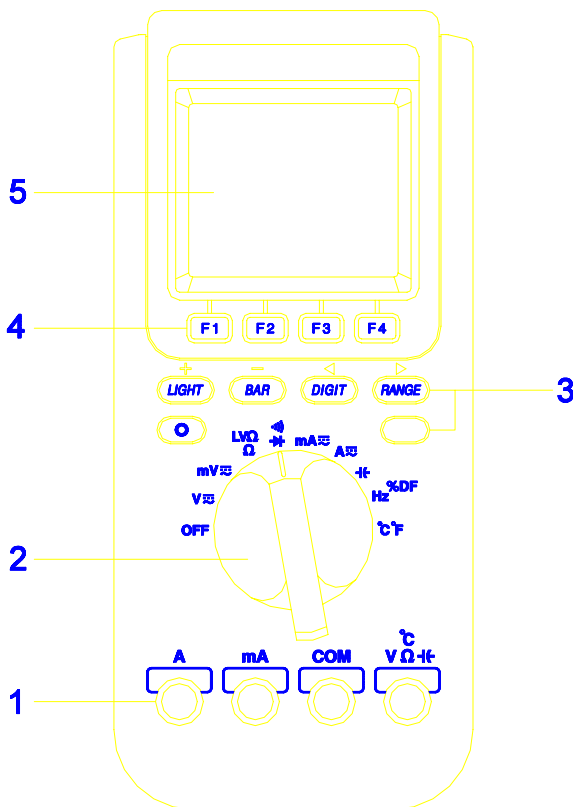 5
4
F1 F2 F3 F4
+ −
LIGHT BAR DIGIT RANGE
3
LVΩ
Ω
mA
A
mV
%DF
Hz
V
OFF
°C°F
2
A mA COM °C
V Ω
1